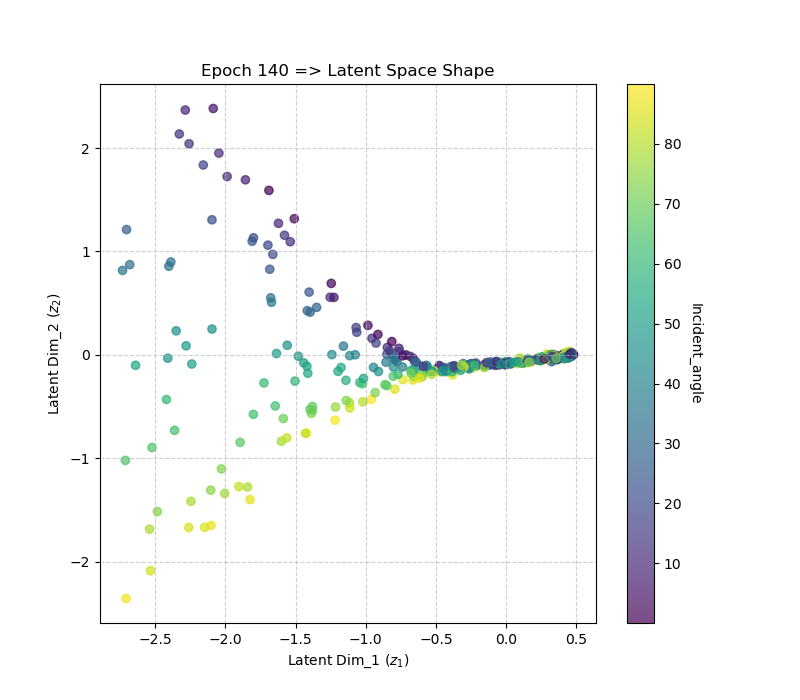 Epoch 140 => Latent Space Shape
2
1
0
−1
−2
Latent Dim_2 (z₂)
−2.5 −2.0 −1.5 −1.0 −0.5 0.0 0.5
Latent Dim_1 (z₁)
80
70
60
50
40
30
20
10
Incident_angle